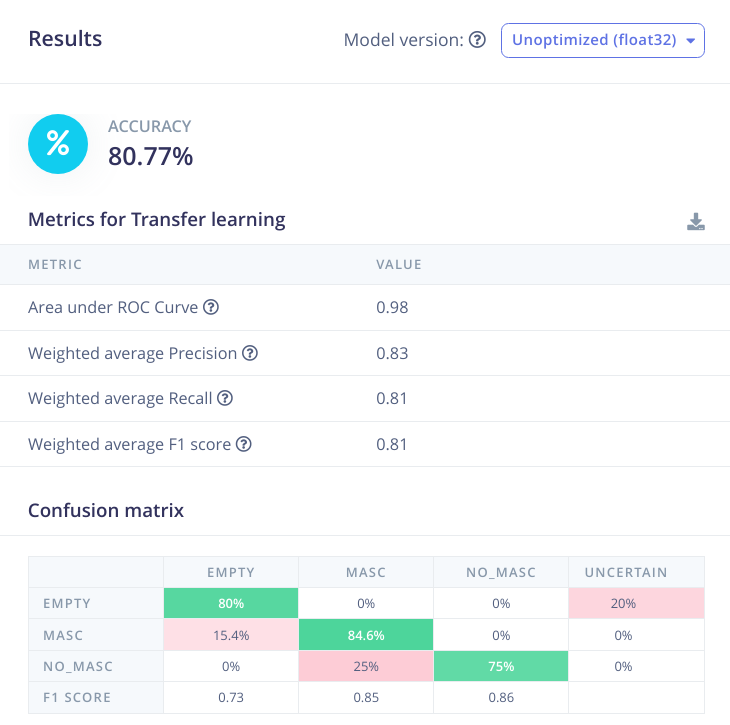 Results
Model version: Unoptimized (float32)
%
ACCURACY
80.77%
Metrics for Transfer learning
METRIC VALUE
Area under ROC Curve ? 0.98
Weighted average Precision ? 0.83
Weighted average Recall ? 0.81
Weighted average F1 score ? 0.81
Confusion matrix
EMPTY MASC NO_MASC UNCERTAIN
EMPTY 80% 0% 0% 20%
MASC 15.4% 84.6% 0% 0%
NO_MASC 0% 25% 75% 0%
F1 SCORE 0.73 0.85 0.86